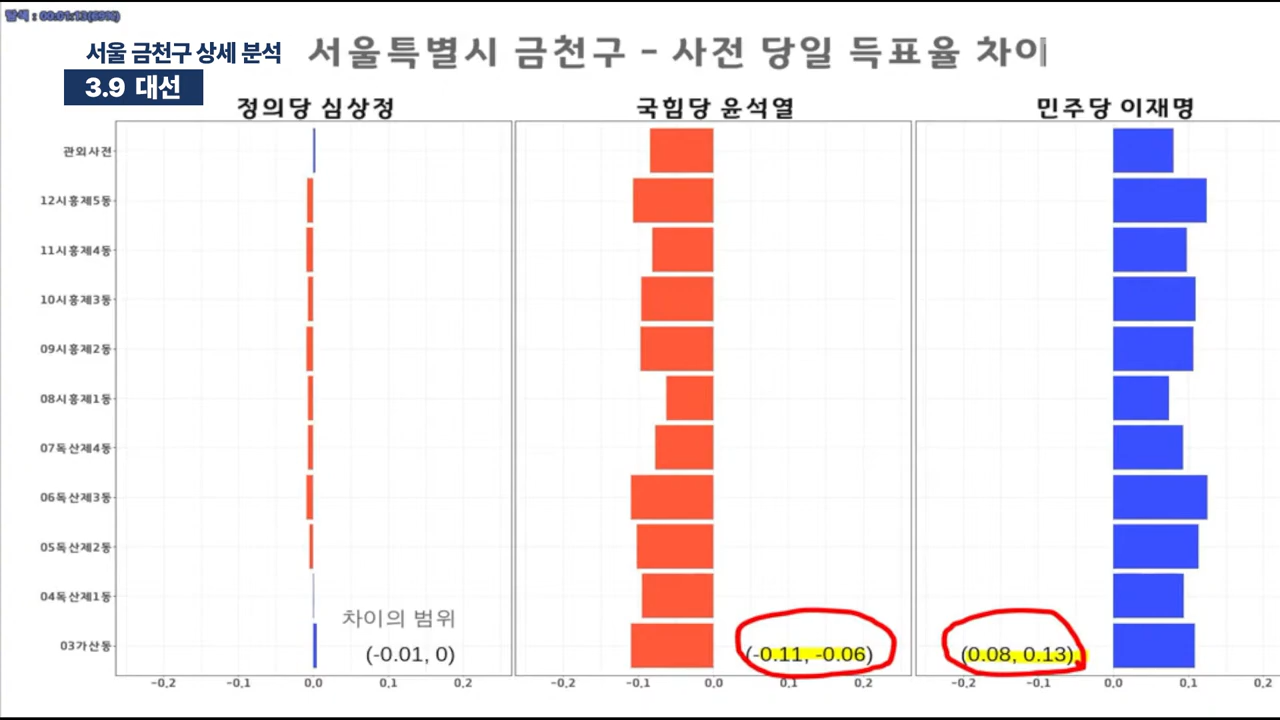 탐색 : 00:01:13(69%)
서울 금천구 상세 분석
3.9 대선
서울특별시 금천구 - 사전 당일 득표율 차이
정의당 심상정
국힘당 윤석열
민주당 이재명
관외사전
12시흥제5동
11시흥제4동
10시흥제3동
09시흥제2동
08시흥제1동
07독산제4동
06독산제3동
05독산제2동
04독산제1동
03가산동
차이의 범위
(-0.01, 0)
(-0.11, -0.06)
(0.08, 0.13)
-0.2 -0.1 0.0 0.1 0.2
-0.2 -0.1 0.0 0.1 0.2
-0.2 -0.1 0.0 0.1 0.2